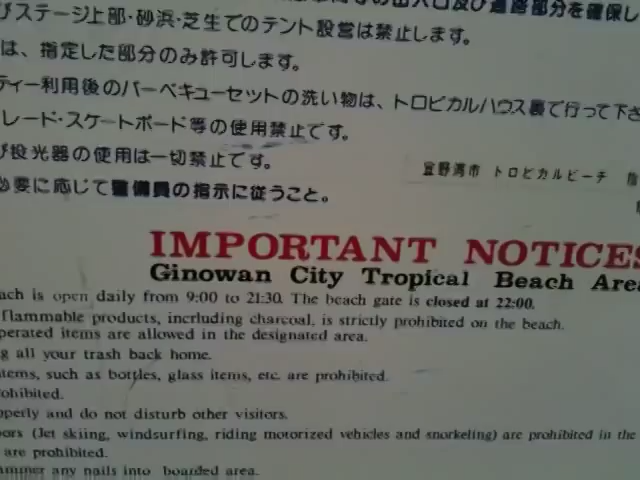 びステージ上部・砂浜・芝生でのテント設営は禁止します。
は、指定した部分のみ許可します。
ティー利用後のバーベキューセットの洗い物は、トロピカルハウス裏で行って下さ
レード・スケートボード等の使用禁止です。
び投光器の使用は一切禁止です。
必要に応じて警備員の指示に従うこと。
宜野湾市 トロピカルビーチ 指
IMPORTANT NOTICES
Ginowan City Tropical Beach Area
ach is open daily from 9:00 to 21:30. The beach gate is closed at 22:00.
flammable products, incrluding charcoal, is strictly prohibited on the beach.
perated items are allowed in the designated area.
g all your trash back home.
items, such as bottles, glass items, etc. are prohibited.
ohibited.
operly and do not disturb other visitors.
oors (Jet skiing, windsurfing, riding motorized vehicles and snorkeling) are prohibited in the
are prohibited.
ammer any nails into boarded area.